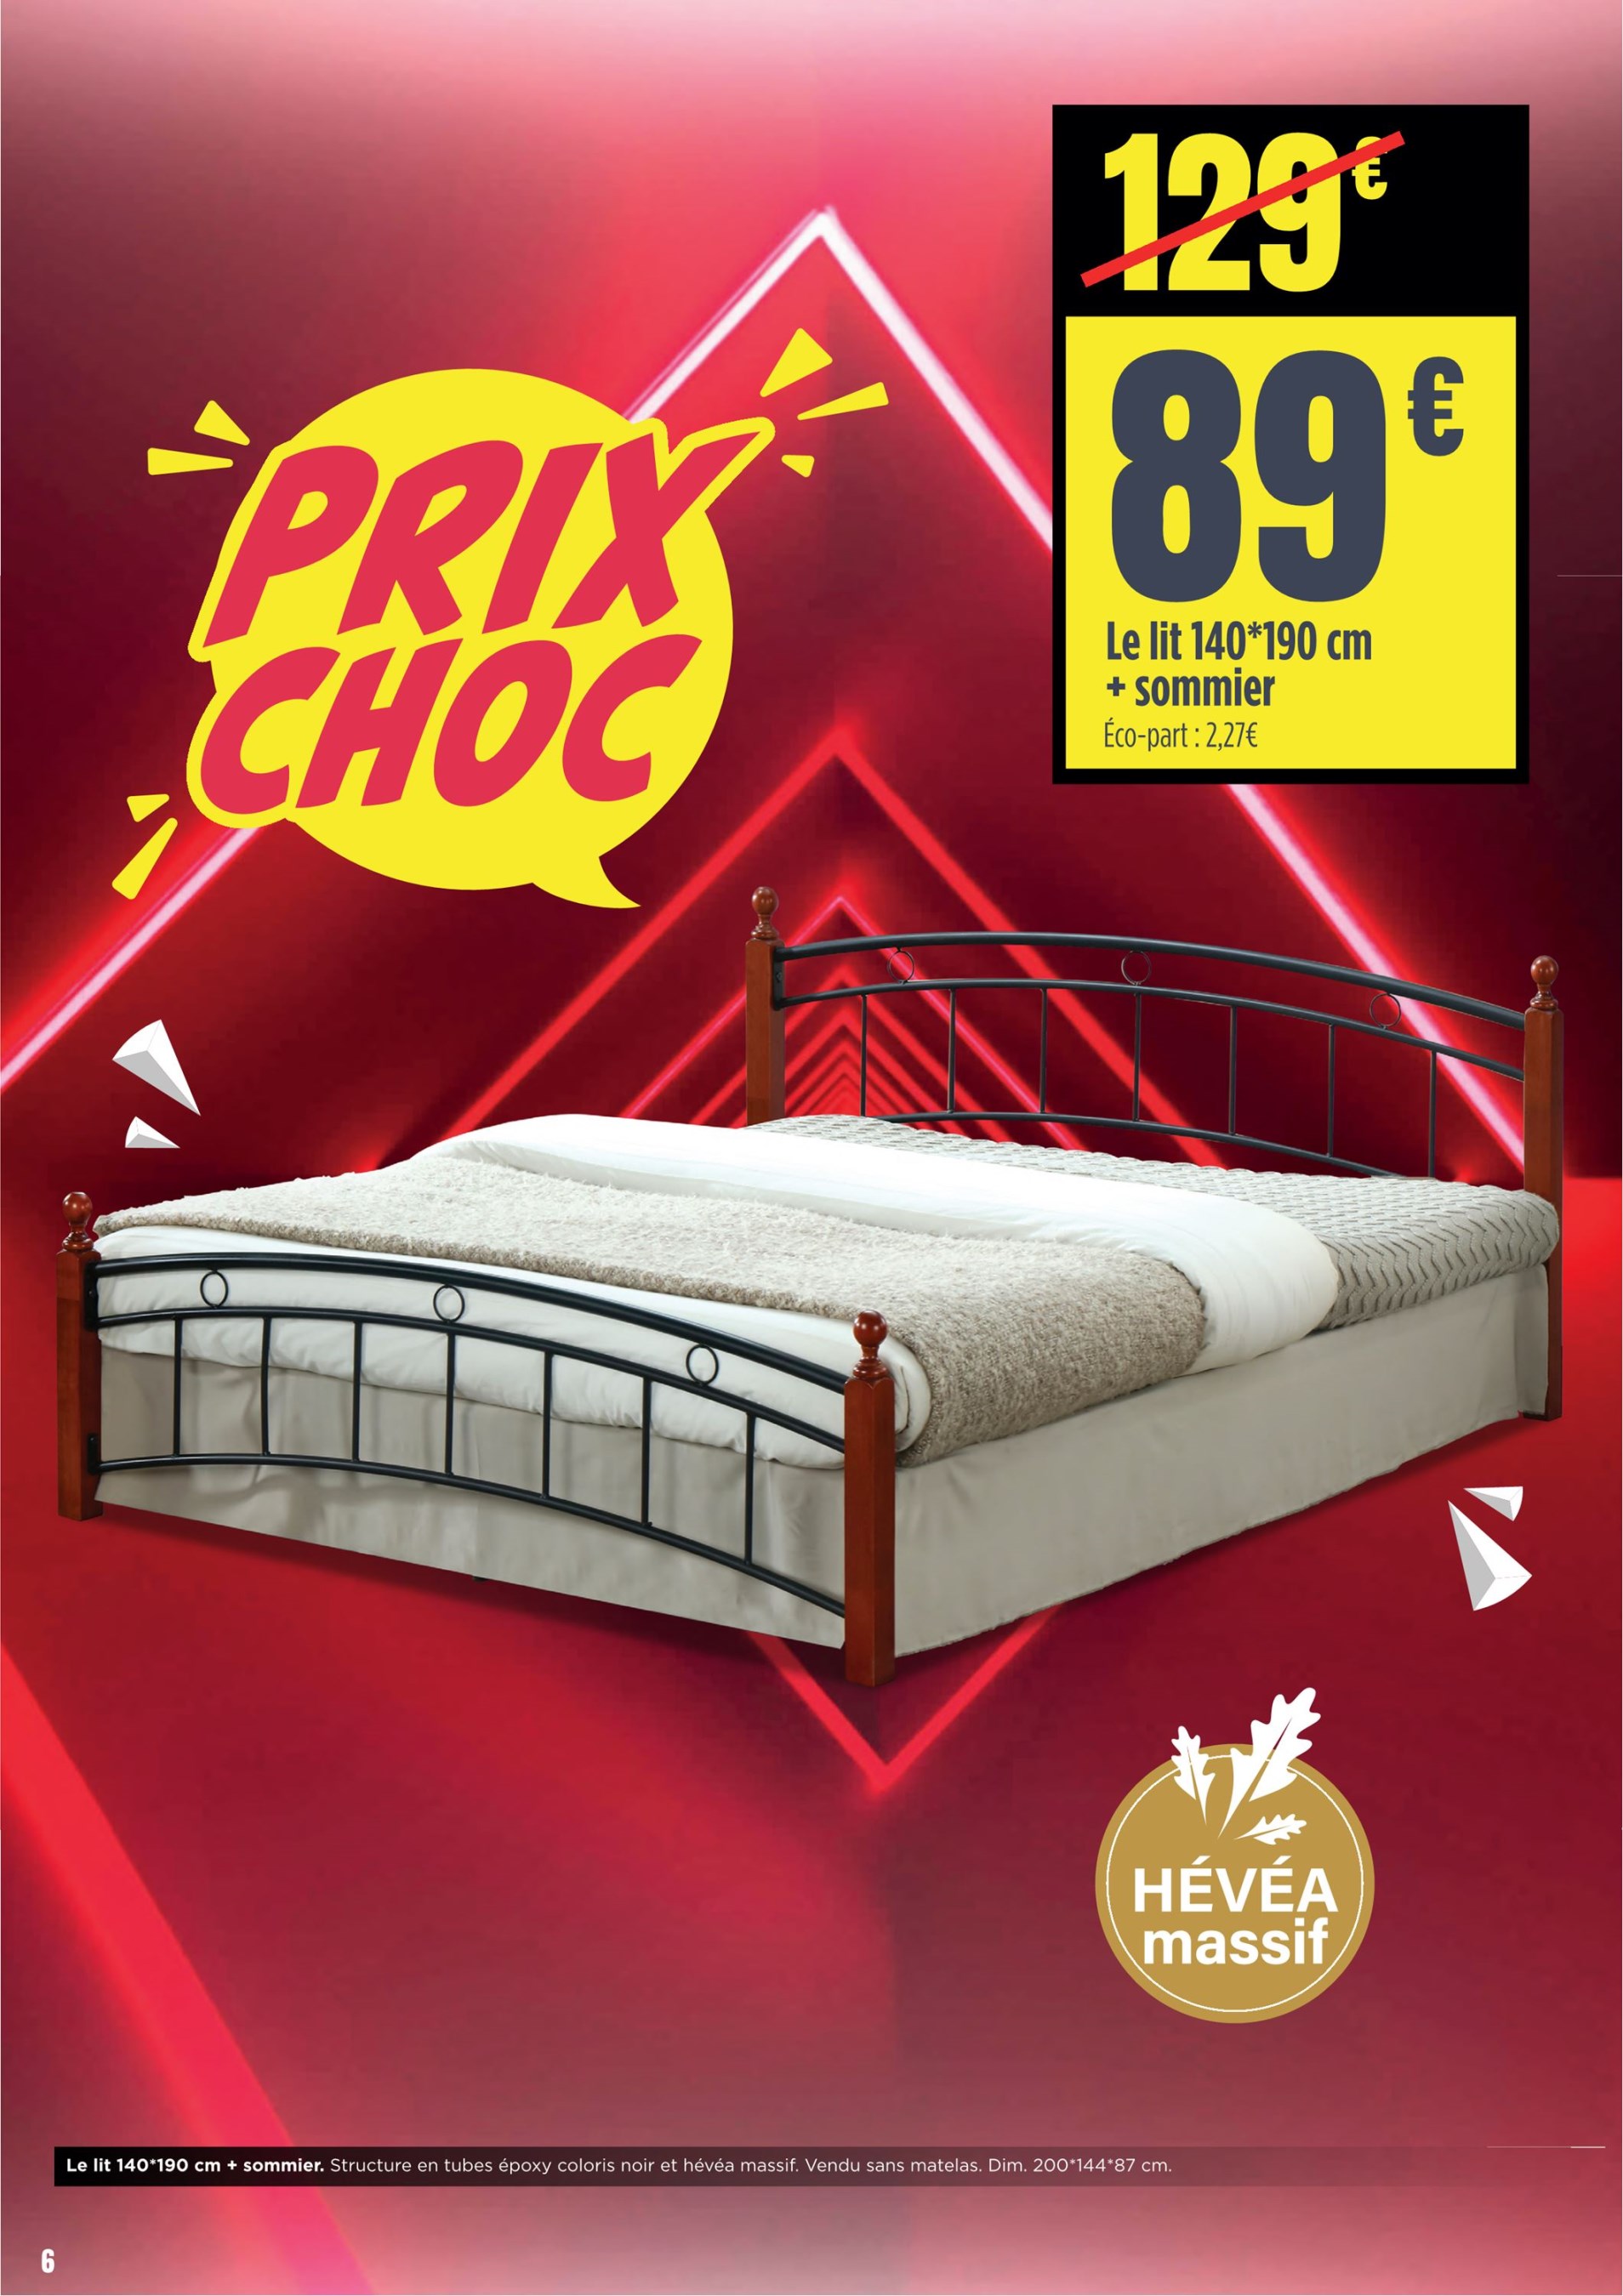 129€
89€
Le lit 140*190 cm
+ sommier
Éco-part : 2,27€
PRIX
CHOC
HÉVÉA
massif
Le lit 140*190 cm + sommier. Structure en tubes époxy coloris noir et hévéa massif. Vendu sans matelas. Dim. 200*144*87 cm.
6